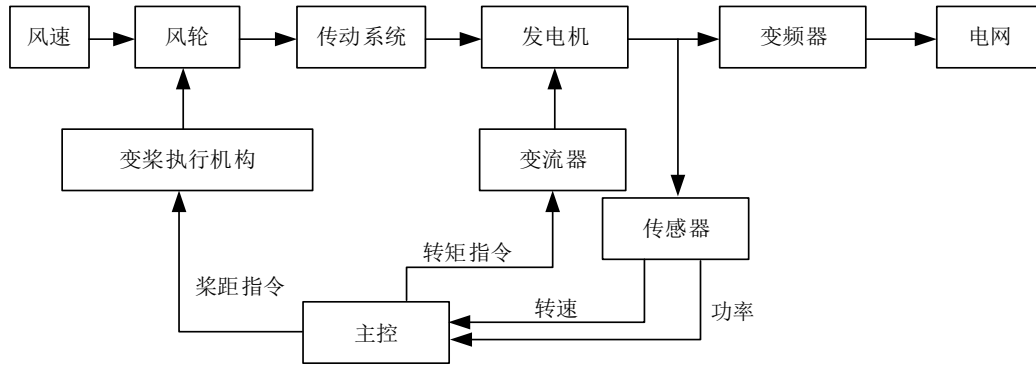 风速
风轮
传动系统
发电机
变频器
电网
变桨执行机构
变流器
传感器
转矩指令
桨距指令
转速
功率
主控